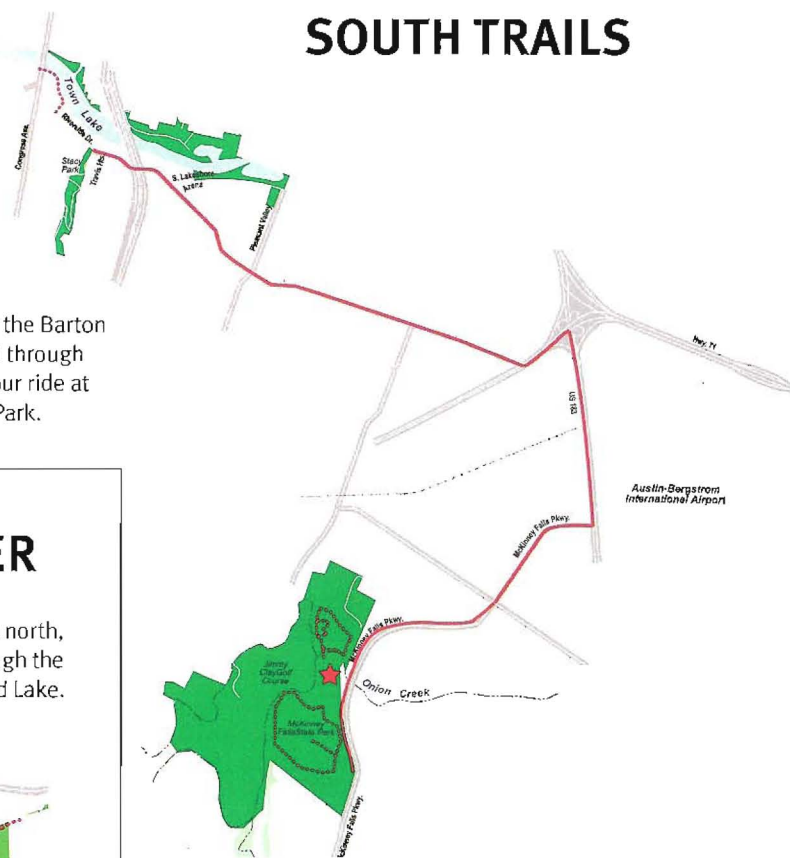 SOUTH TRAILS
Town Lake
Congress Ave.
Riverside Dr.
Stacy
Park
Travis Hts.
S. Lakeshore
Pleasant Valley
the Barton
through
our ride at
Park.
Hwy. 71
US 183
Austin-Bergstrom
International Airport
McKinney Falls Pkwy.
ER
north,
gh the
d Lake.
McKinney Falls Pkwy.
Onion Creek
Jimmy
Clay Golf
Course
McKinney
Falls State Park
McKinney Falls Pkwy.